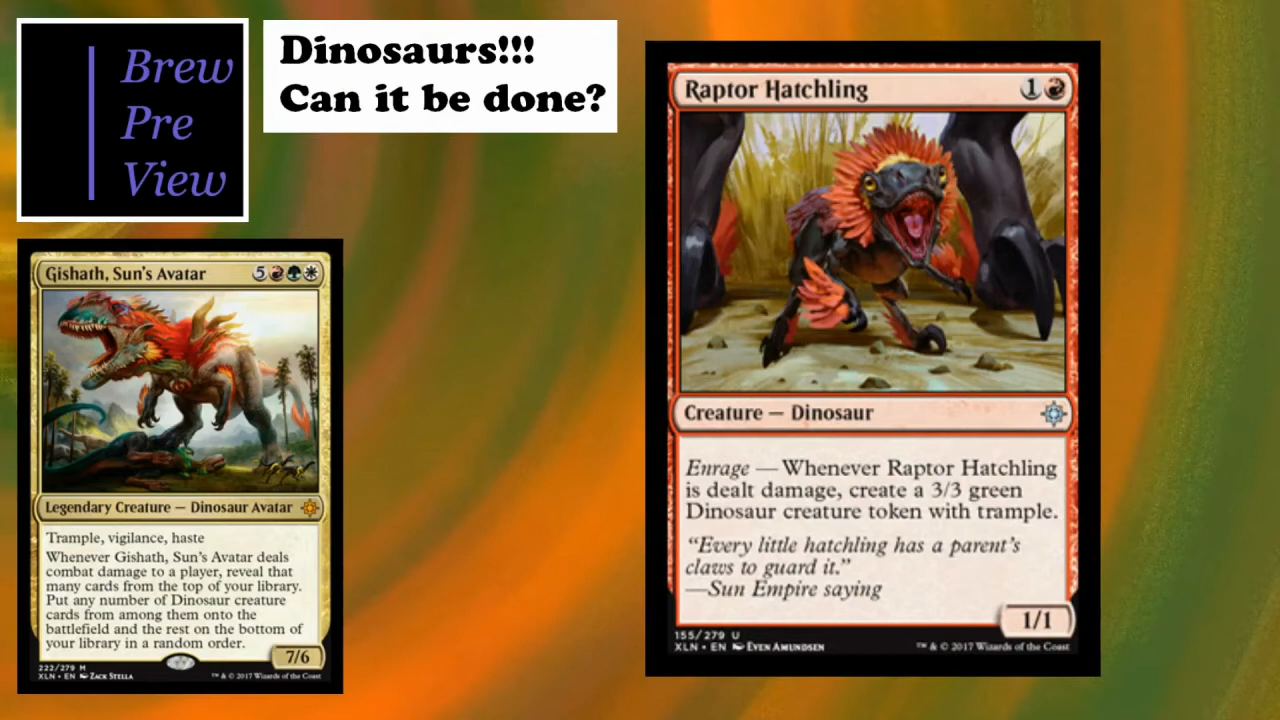 Brew
Pre
View
Dinosaurs!!!
Can it be done?
Gishath, Sun's Avatar 5
Legendary Creature — Dinosaur Avatar
Trample, vigilance, haste
Whenever Gishath, Sun's Avatar deals
combat damage to a player, reveal that
many cards from the top of your library.
Put any number of Dinosaur creature
cards from among them onto the
battlefield and the rest on the bottom of
your library in a random order.
7/6
222/279 M
XLN • EN Zack Stella
™ & © 2017 Wizards of the Coast
Raptor Hatchling 1
Creature — Dinosaur
Enrage — Whenever Raptor Hatchling
is dealt damage, create a 3/3 green
Dinosaur creature token with trample.
“Every little hatchling has a parent’s
claws to guard it.”
—Sun Empire saying
1/1
155/279 U
XLN • EN Even Amundsen
™ & © 2017 Wizards of the Coast